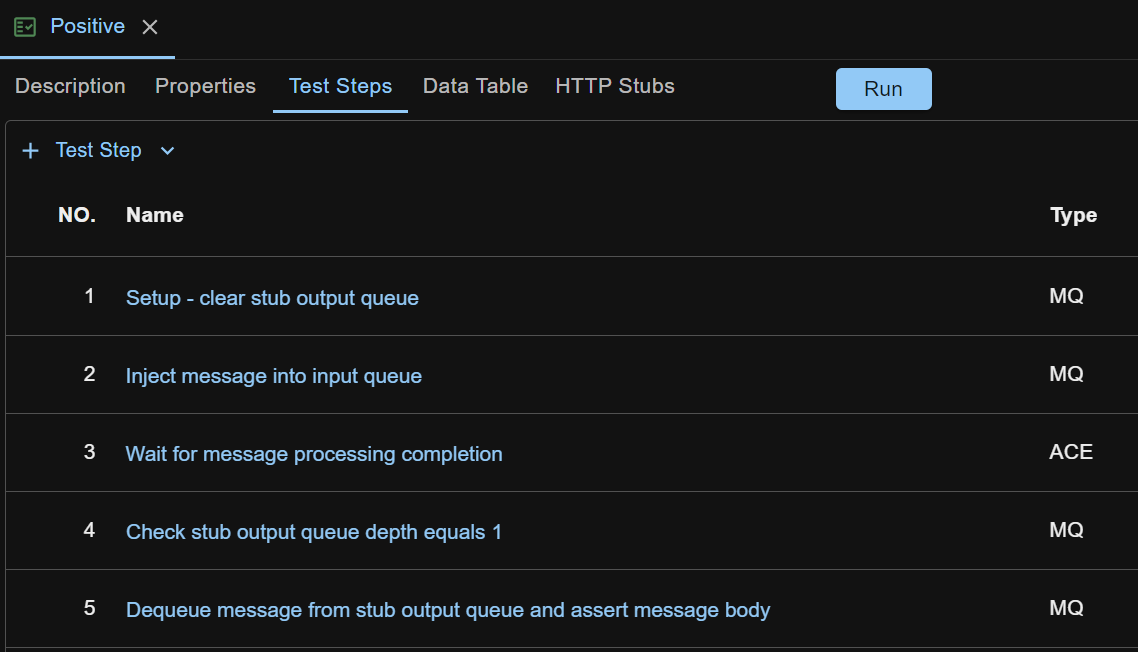 Positive
Description Properties Test Steps Data Table HTTP Stubs Run
Test Step
NO. Name Type
1 Setup - clear stub output queue MQ
2 Inject message into input queue MQ
3 Wait for message processing completion ACE
4 Check stub output queue depth equals 1 MQ
5 Dequeue message from stub output queue and assert message body MQ